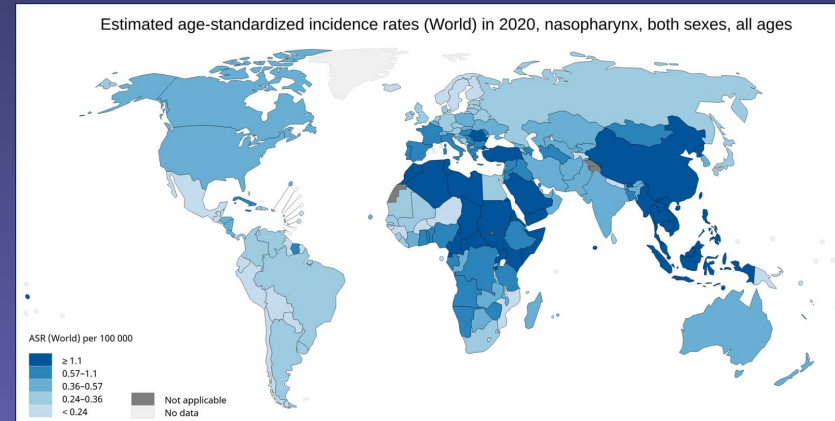 Estimated age-standardized incidence rates (World) in 2020, nasopharynx, both sexes, all ages
ASR (World) per 100 000
≥ 1.1
0.57–1.1
0.36–0.57
0.24–0.36
< 0.24
Not applicable
No data